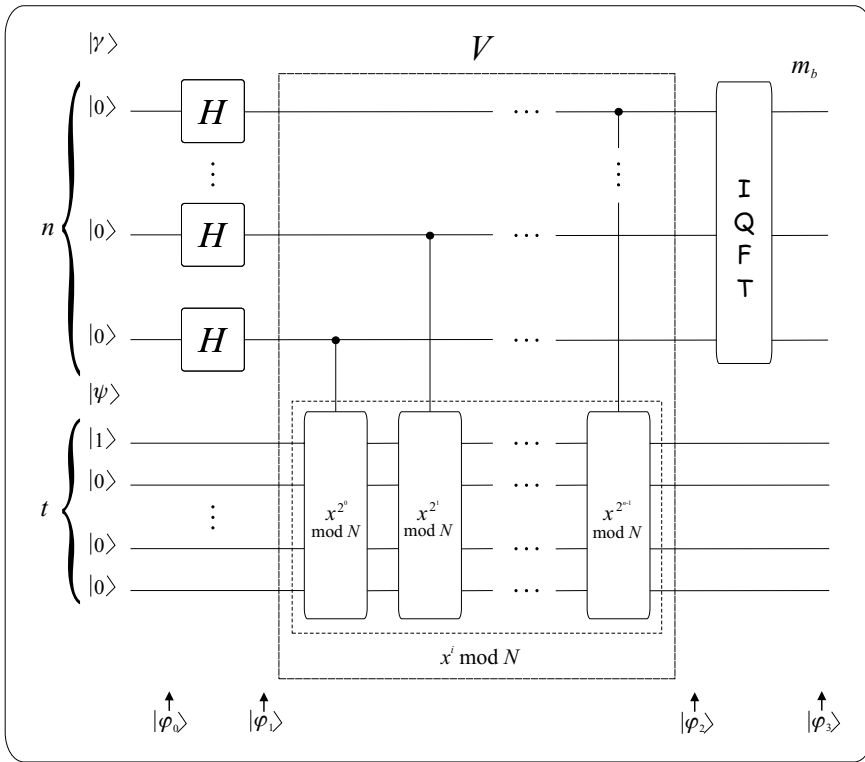 |γ⟩ V
m_b
|0⟩ H ...
⋮ ⋮
n |0⟩ H ...
I
Q
F
T
|0⟩ H ...
|ψ⟩
|1⟩ ...
|0⟩ ...
t ⋮ x^{2^0} mod N x^{2^1} mod N x^{2^{n-1}} mod N
|0⟩ ...
|0⟩ ...
x^i mod N
|φ_0⟩ |φ_1⟩ |φ_2⟩ |φ_3⟩